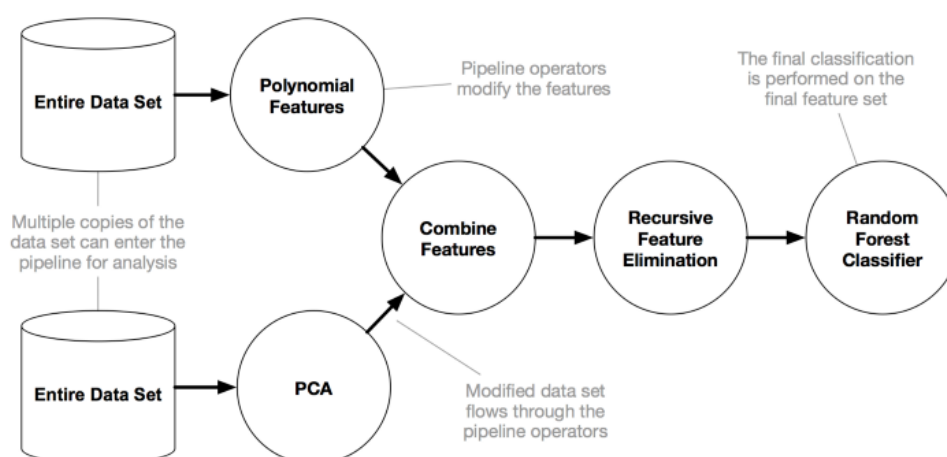 Entire Data Set
Polynomial
Features
Pipeline operators
modify the features
The final classification
is performed on the
final feature set
Multiple copies of the
data set can enter the
pipeline for analysis
Combine
Features
Recursive
Feature
Elimination
Random
Forest
Classifier
Entire Data Set
PCA
Modified data set
flows through the
pipeline operators